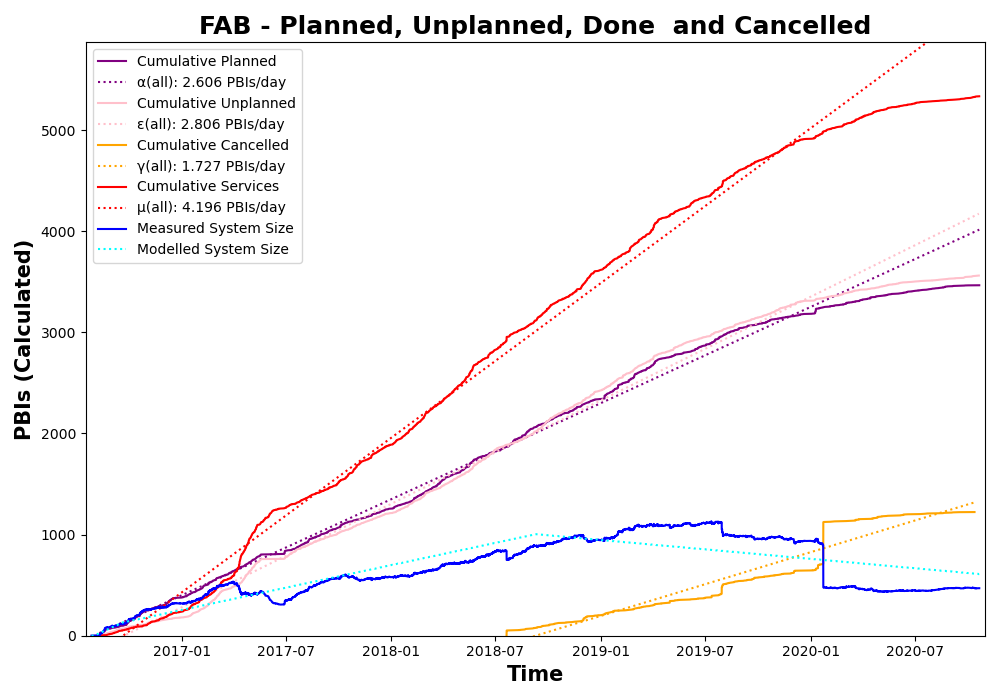 FAB - Planned, Unplanned, Done  and Cancelled
Cumulative Planned
α(all): 2.606 PBIs/day
Cumulative Unplanned
ε(all): 2.806 PBIs/day
Cumulative Cancelled
γ(all): 1.727 PBIs/day
Cumulative Services
μ(all): 4.196 PBIs/day
Measured System Size
Modelled System Size
PBIs (Calculated)
5000
4000
3000
2000
1000
0
2017-01 2017-07 2018-01 2018-07 2019-01 2019-07 2020-01 2020-07
Time